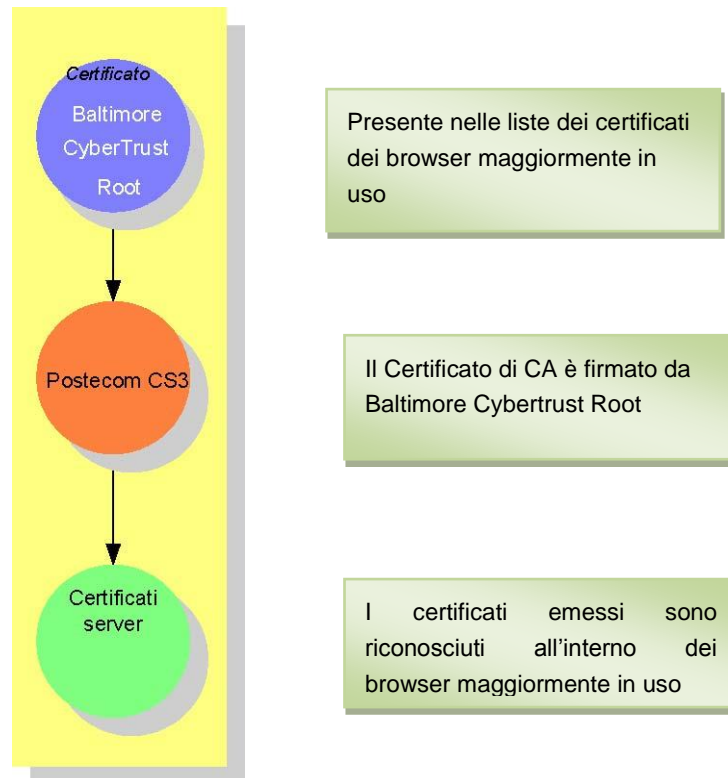 Certificato
Baltimore
CyberTrust
Root
Presente nelle liste dei certificati
dei browser maggiormente in
uso
Postecom CS3
Il Certificato di CA è firmato da
Baltimore Cybertrust Root
Certificati
server
I certificati emessi sono
riconosciuti all'interno dei
browser maggiormente in uso